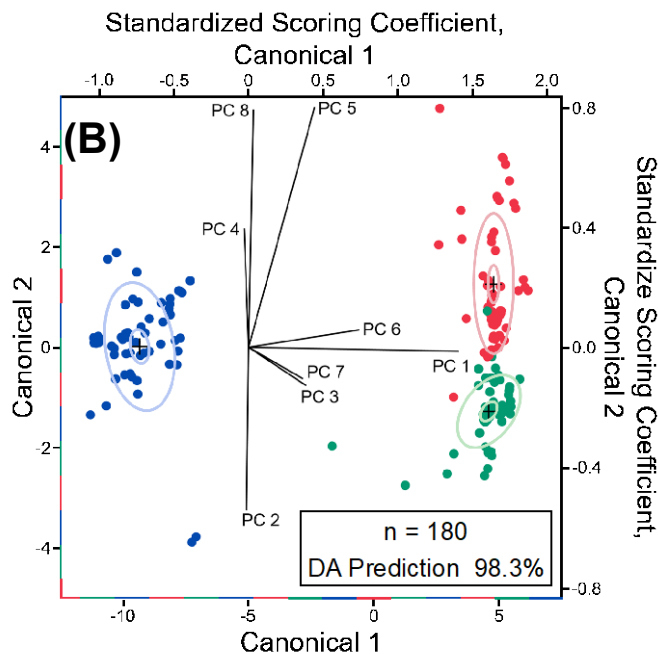 Standardized Scoring Coefficient,
Canonical 1
-1.0 -0.5 0 0.5 1.0 1.5 2.0
(B)
PC 8
PC 5
PC 4
PC 6
PC 1
PC 7
PC 3
PC 2
4
2
0
-2
-4
Canonical 2
0.8
0.4
0.0
-0.4
-0.8
Standardize Scoring Coefficient,
Canonical 2
n = 180
DA Prediction 98.3%
-10 -5 0 5
Canonical 1